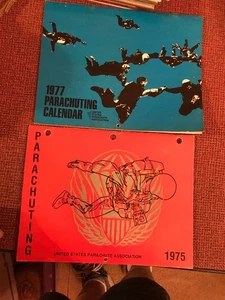 1977
PARACHUTING
CALENDAR
PARACHUTING
UNITED STATES PARACHUTE ASSOCIATION
1975